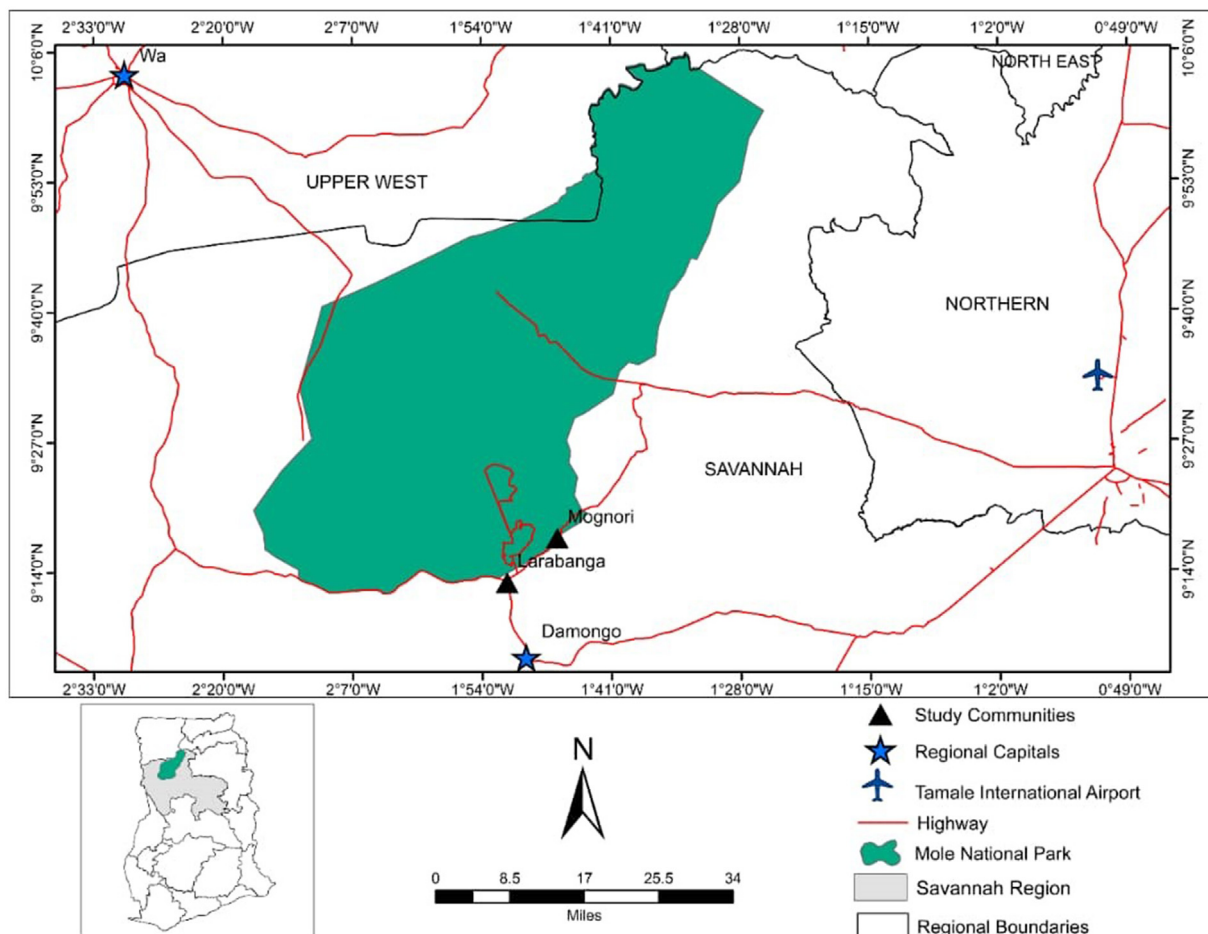 2°33'0"W 2°20'0"W 2°7'0"W 1°54'0"W 1°41'0"W 1°28'0"W 1°15'0"W 1°2'0"W 0°49'0"W
10°6'0"N
10°6'0"N
Wa
NORTH EAST
9°53'0"N
UPPER WEST
9°53'0"N
9°40'0"N
NORTHERN
9°40'0"N
9°27'0"N
SAVANNAH
9°27'0"N
Mognori
9°14'0"N
Larabanga
9°14'0"N
Damongo
2°33'0"W 2°20'0"W 2°7'0"W 1°54'0"W 1°41'0"W 1°28'0"W 1°15'0"W 1°2'0"W 0°49'0"W
N
0 8.5 17 25.5 34
Miles
Study Communities
Regional Capitals
Tamale International Airport
Highway
Mole National Park
Savannah Region
Regional Boundaries